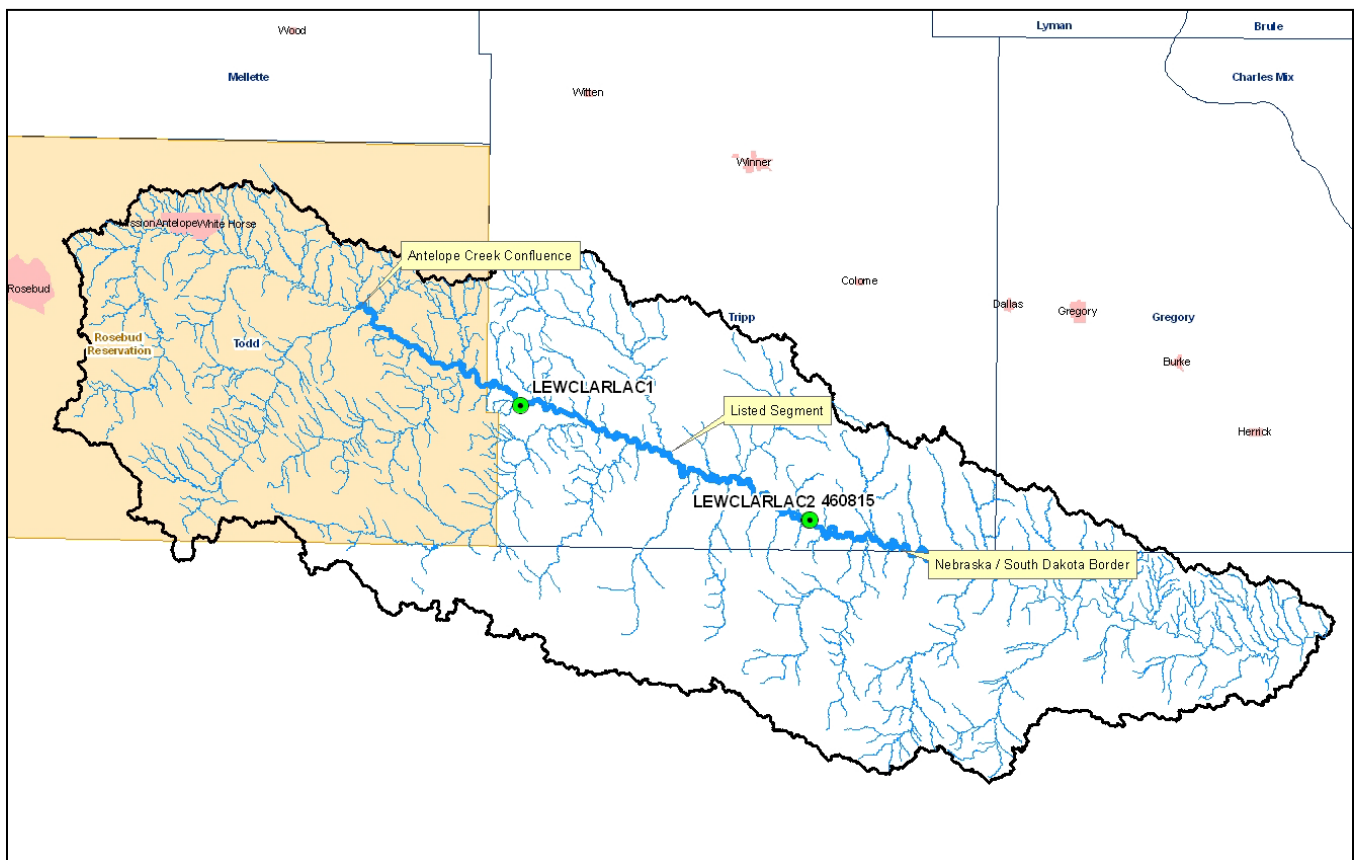 Wood
Lyman
Brule
Mellette
Charles Mix
Witten
Winner
Antelope
White Horse
Antelope Creek Confluence
Rosebud
Colome
Dallas
Gregory
Tripp
Gregory
Rosebud
Reservation
Todd
Burke
LEWCLARLAC1
Listed Segment
Herrick
LEWCLARLAC2 460815
Nebraska / South Dakota Border